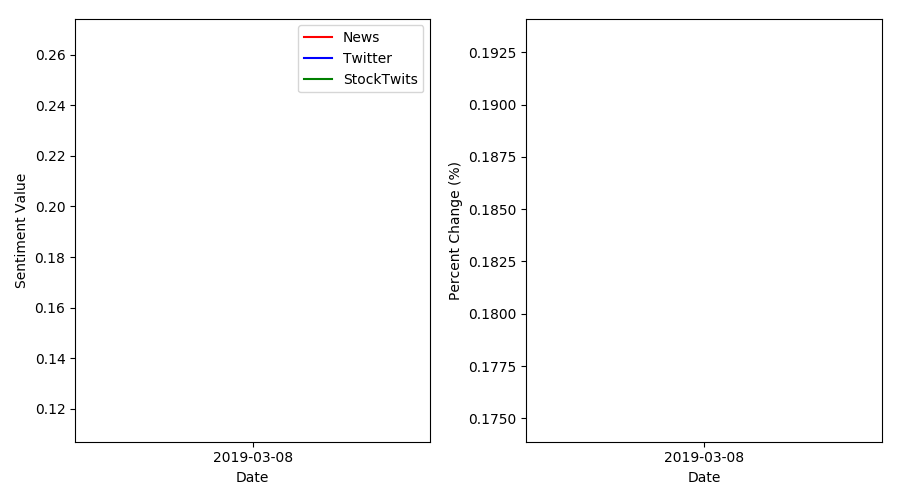 News
Twitter
StockTwits
0.26
0.24
0.22
0.20
0.18
0.16
0.14
0.12
Sentiment Value
2019-03-08
Date
0.1925
0.1900
0.1875
0.1850
0.1825
0.1800
0.1775
0.1750
Percent Change (%)
2019-03-08
Date